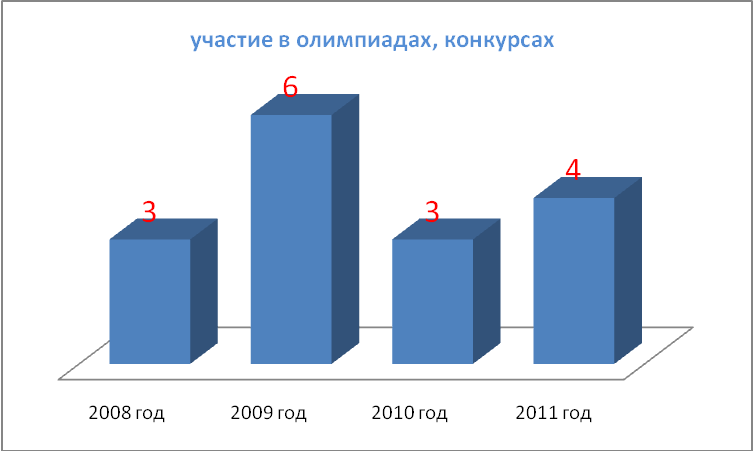 участие в олимпиадах, конкурсах
3
6
3
4
2008 год
2009 год
2010 год
2011 год